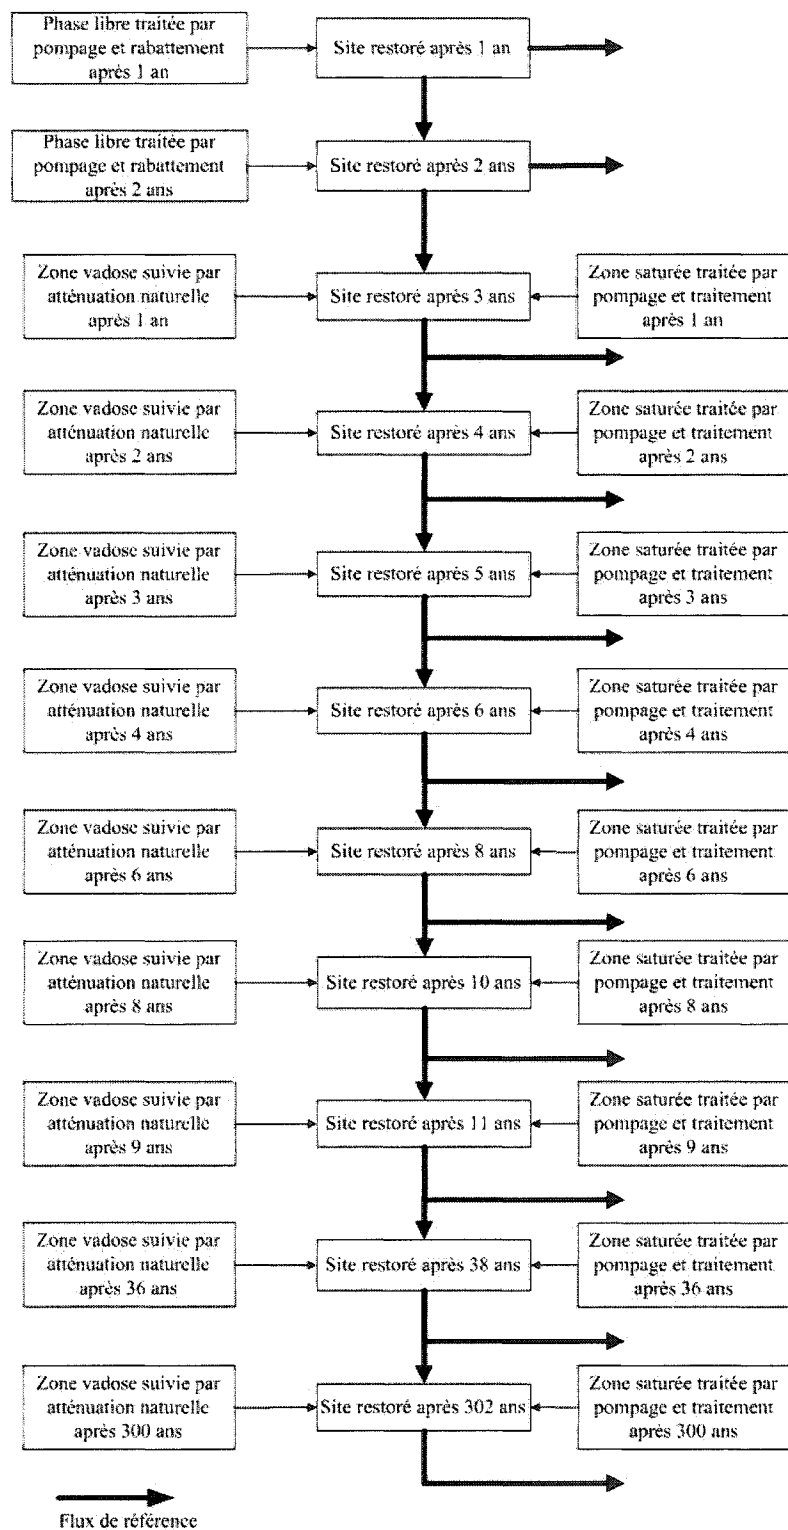 Phase libre traitée par
pompage et rabattement
après 1 an
Site restoré après 1 an
Phase libre traitée par
pompage et rabattement
après 2 ans
Site restoré après 2 ans
Zone vadose suivie par
atténuation naturelle
après 1 an
Site restoré après 3 ans
Zone saturée traitée par
pompage et traitement
après 1 an
Zone vadose suivie par
atténuation naturelle
après 2 ans
Site restoré après 4 ans
Zone saturée traitée par
pompage et traitement
après 2 ans
Zone vadose suivie par
atténuation naturelle
après 3 ans
Site restoré après 5 ans
Zone saturée traitée par
pompage et traitement
après 3 ans
Zone vadose suivie par
atténuation naturelle
après 4 ans
Site restoré après 6 ans
Zone saturée traitée par
pompage et traitement
après 4 ans
Zone vadose suivie par
atténuation naturelle
après 6 ans
Site restoré après 8 ans
Zone saturée traitée par
pompage et traitement
après 6 ans
Zone vadose suivie par
atténuation naturelle
après 8 ans
Site restoré après 10 ans
Zone saturée traitée par
pompage et traitement
après 8 ans
Zone vadose suivie par
atténuation naturelle
après 9 ans
Site restoré après 11 ans
Zone saturée traitée par
pompage et traitement
après 9 ans
Zone vadose suivie par
atténuation naturelle
après 36 ans
Site restoré après 38 ans
Zone saturée traitée par
pompage et traitement
après 36 ans
Zone vadose suivie par
atténuation naturelle
après 300 ans
Site restoré après 302 ans
Zone saturée traitée par
pompage et traitement
après 300 ans
Flux de référence